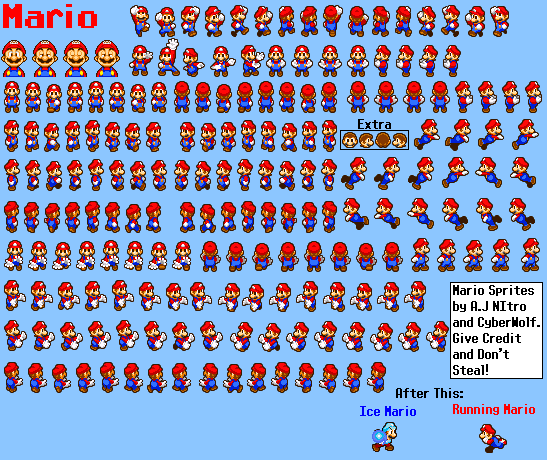 Mario
Extra
Mario Sprites
by A.J NItro
and CyberWolf.
Give Credit
and Don't
Steal!
After This:
Ice Mario
Running Mario